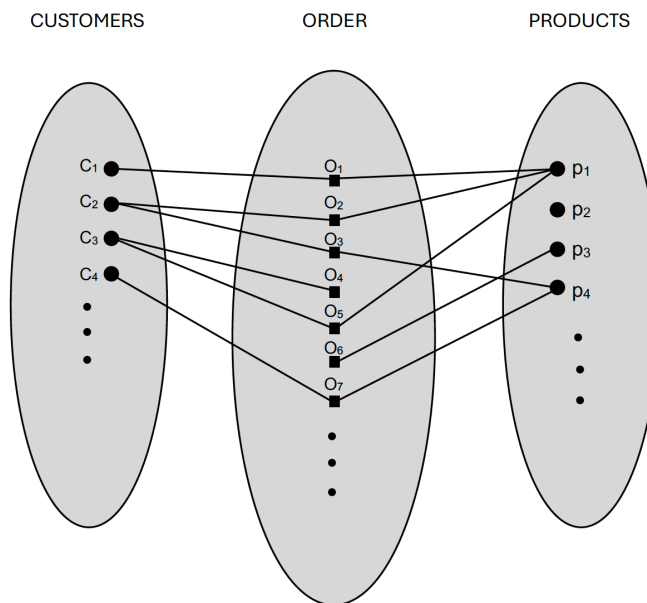 CUSTOMERS ORDER PRODUCTS
C₁ O₁ p₁
C₂ O₂ p₂
C₃ O₃ p₃
C₄ O₄ p₄
O₅
O₆
O₇